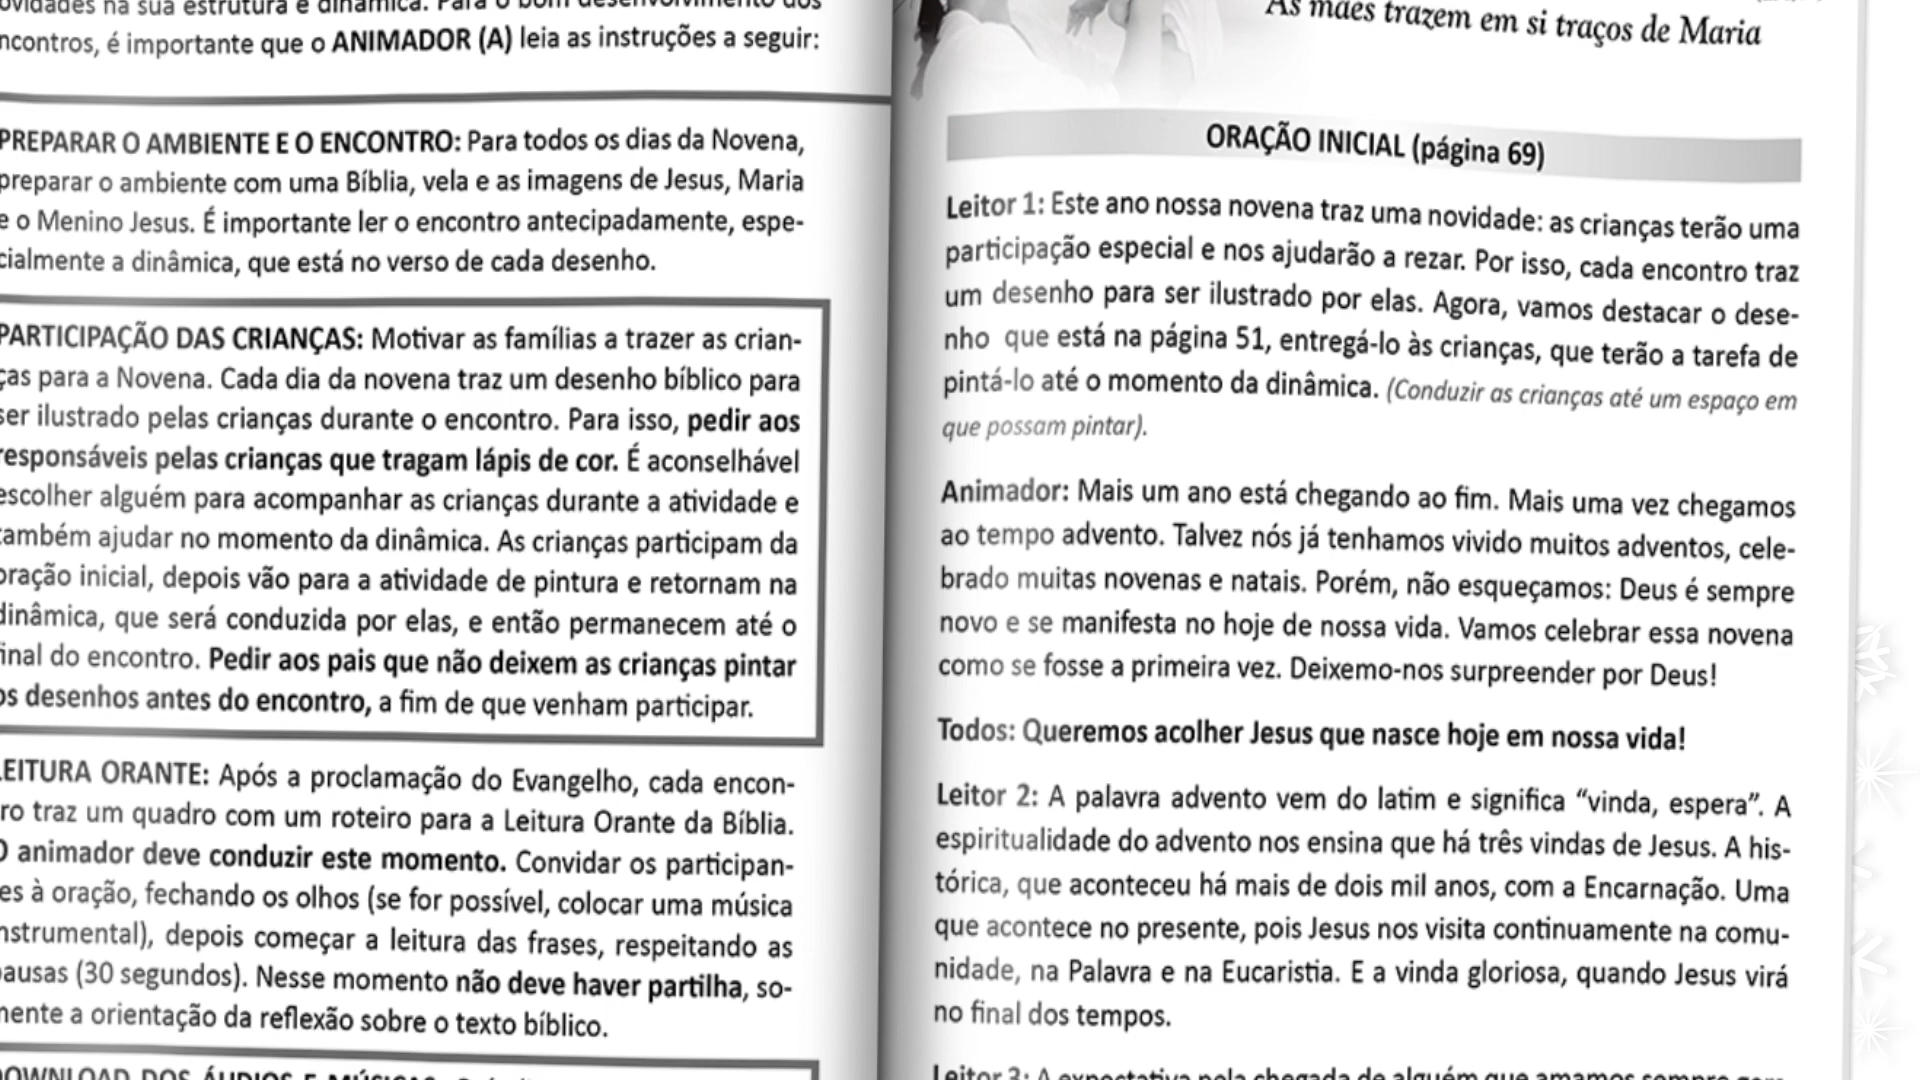 na sua estrutura e dinâmica. Para o bom desenvolvimento dos
é importante que o ANIMADOR (A) leia as instruções a seguir:
PREPARAR O AMBIENTE E O ENCONTRO: Para todos os dias da Novena,
preparar o ambiente com uma Bíblia, vela e as imagens de Jesus, Maria
e o Menino Jesus. É importante ler o encontro antecipadamente, espe-
cialmente a dinâmica, que está no verso de cada desenho.
PARTICIPAÇÃO DAS CRIANÇAS: Motivar as famílias a trazer as crian-
ças para a Novena. Cada dia da novena traz um desenho bíblico para
ser ilustrado pelas crianças durante o encontro. Para isso, pedir aos
responsáveis pelas crianças que tragam lápis de cor. É aconselhável
escolher alguém para acompanhar as crianças durante a atividade e
também ajudar no momento da dinâmica. As crianças participam da
oração inicial, depois vão para a atividade de pintura e retornam na
dinâmica, que será conduzida por elas, e então permanecem até o
final do encontro. Pedir aos pais que não deixem as crianças pintar
os desenhos antes do encontro, a fim de que venham participar.
LEITURA ORANTE: Após a proclamação do Evangelho, cada encon-
tro traz um quadro com um roteiro para a Leitura Orante da Bíblia.
O animador deve conduzir este momento. Convidar os participan-
tes à oração, fechando os olhos (se for possível, colocar uma música
instrumental), depois começar a leitura das frases, respeitando as
pausas (30 segundos). Nesse momento não deve haver partilha, so-
mente a orientação da reflexão sobre o texto bíblico.
DOWNLOAD DOS ÁUDIOS E MÚSICAS:
As mães trazem em si traços de Maria
ORAÇÃO INICIAL (página 69)
Leitor 1: Este ano nossa novena traz uma novidade: as crianças terão uma
participação especial e nos ajudarão a rezar. Por isso, cada encontro traz
um desenho para ser ilustrado por elas. Agora, vamos destacar o dese-
nho que está na página 51, entregá-lo às crianças, que terão a tarefa de
pintá-lo até o momento da dinâmica. (Conduzir as crianças até um espaço em
que possam pintar).
Animador: Mais um ano está chegando ao fim. Mais uma vez chegamos
ao tempo advento. Talvez nós já tenhamos vivido muitos adventos, cele-
brado muitas novenas e natais. Porém, não esqueçamos: Deus é sempre
novo e se manifesta no hoje de nossa vida. Vamos celebrar essa novena
como se fosse a primeira vez. Deixemo-nos surpreender por Deus!
Todos: Queremos acolher Jesus que nasce hoje em nossa vida!
Leitor 2: A palavra advento vem do latim e significa “vinda, espera”. A
espiritualidade do advento nos ensina que há três vindas de Jesus. A his-
tórica, que aconteceu há mais de dois mil anos, com a Encarnação. Uma
que acontece no presente, pois Jesus nos visita continuamente na comu-
nidade, na Palavra e na Eucaristia. E a vinda gloriosa, quando Jesus virá
no final dos tempos.
Leitor 3: A expectativa pela chegada de alguém que amamos sempre